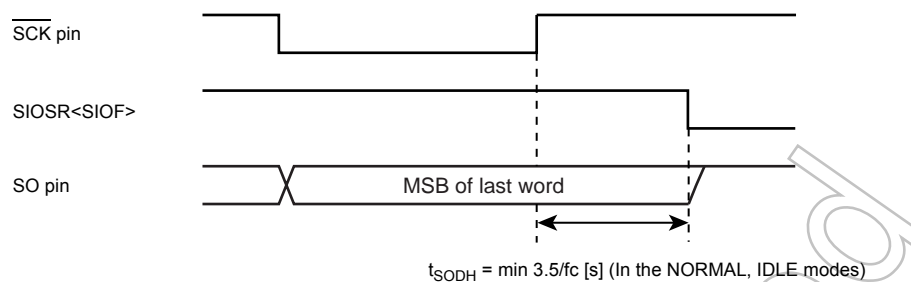 SCK pin
SIOSR<SIOF>
SO pin
MSB of last word
tSODH = min 3.5/fc [s] (In the NORMAL, IDLE modes)